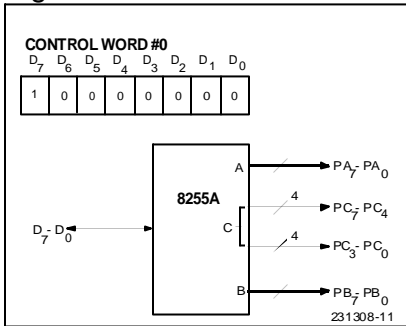 CONTROL WORD #0
D7 D6 D5 D4 D3 D2 D1 D0
1 0 0 0 0 0 0 0
A PA7-PA0
8255A
4 PC7-PC4
D7-D0 C
4 PC3-PC0
B PB7-PB0
231308-11